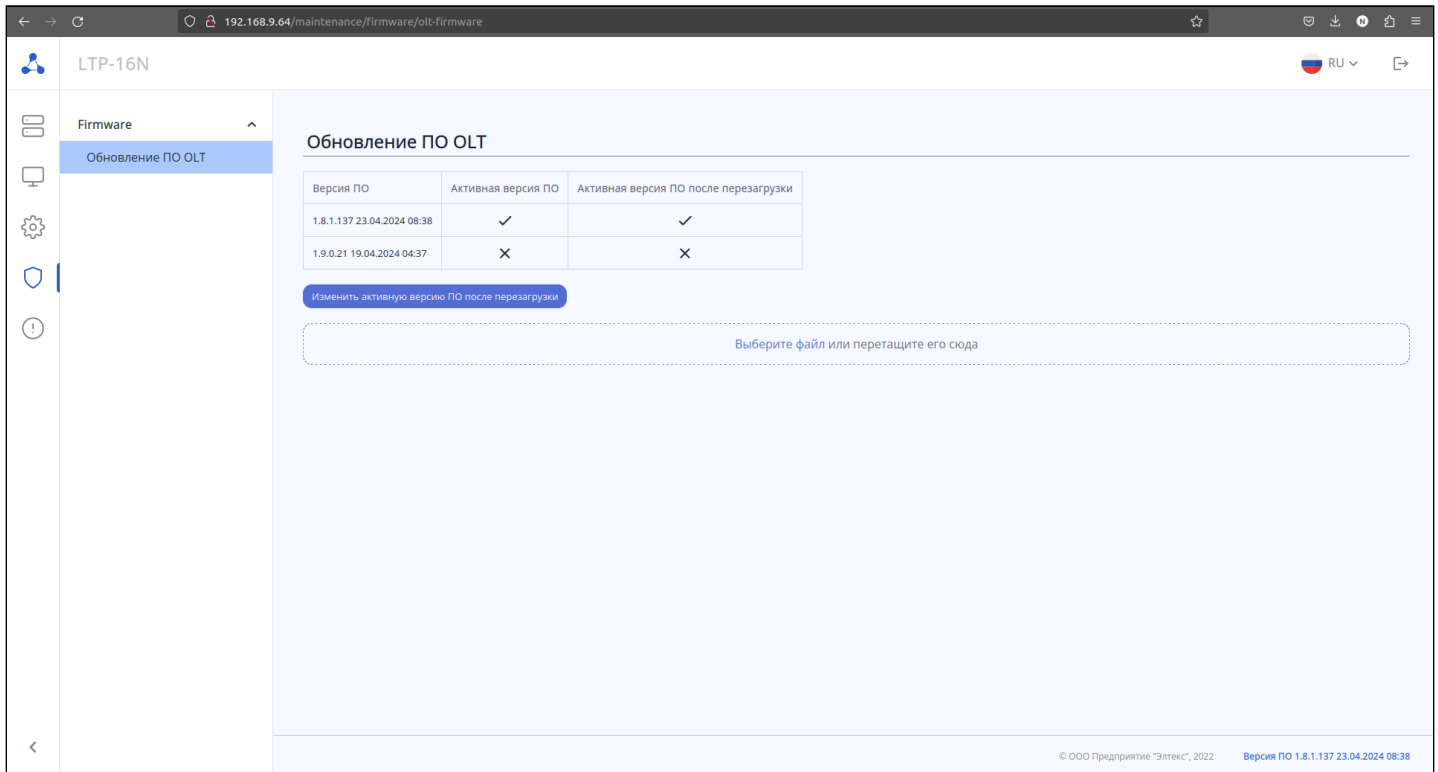 192.168.9.64/maintenance/firmware/olt-firmware
LTP-16N
RU
Firmware
Обновление ПО OLT
Обновление ПО OLT
Версия ПО Активная версия ПО Активная версия ПО после перезагрузки
1.8.1.137 23.04.2024 08:38
1.9.0.21 19.04.2024 04:37
Изменить активную версию ПО после перезагрузки
Выберите файл или перетащите его сюда
© ООО Предприятие "Элтекс", 2022 Версия ПО 1.8.1.137 23.04.2024 08:38